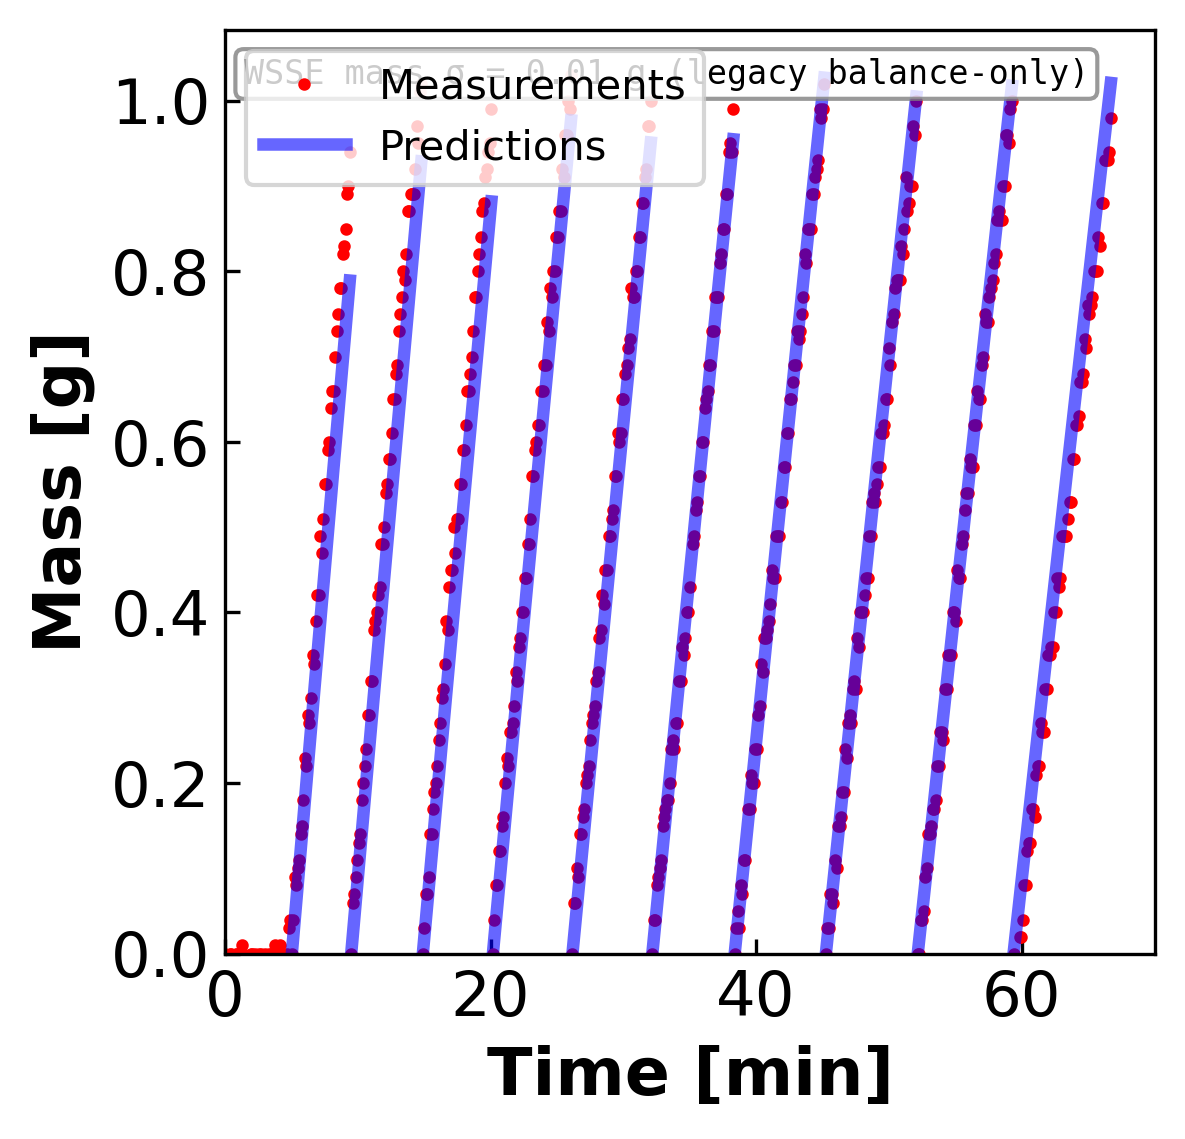 WSSE mass σ = 0.01 g (legacy balance-only)
Measurements
Predictions
1.0
0.8
0.6
0.4
0.2
0.0
Mass [g]
0 20 40 60
Time [min]